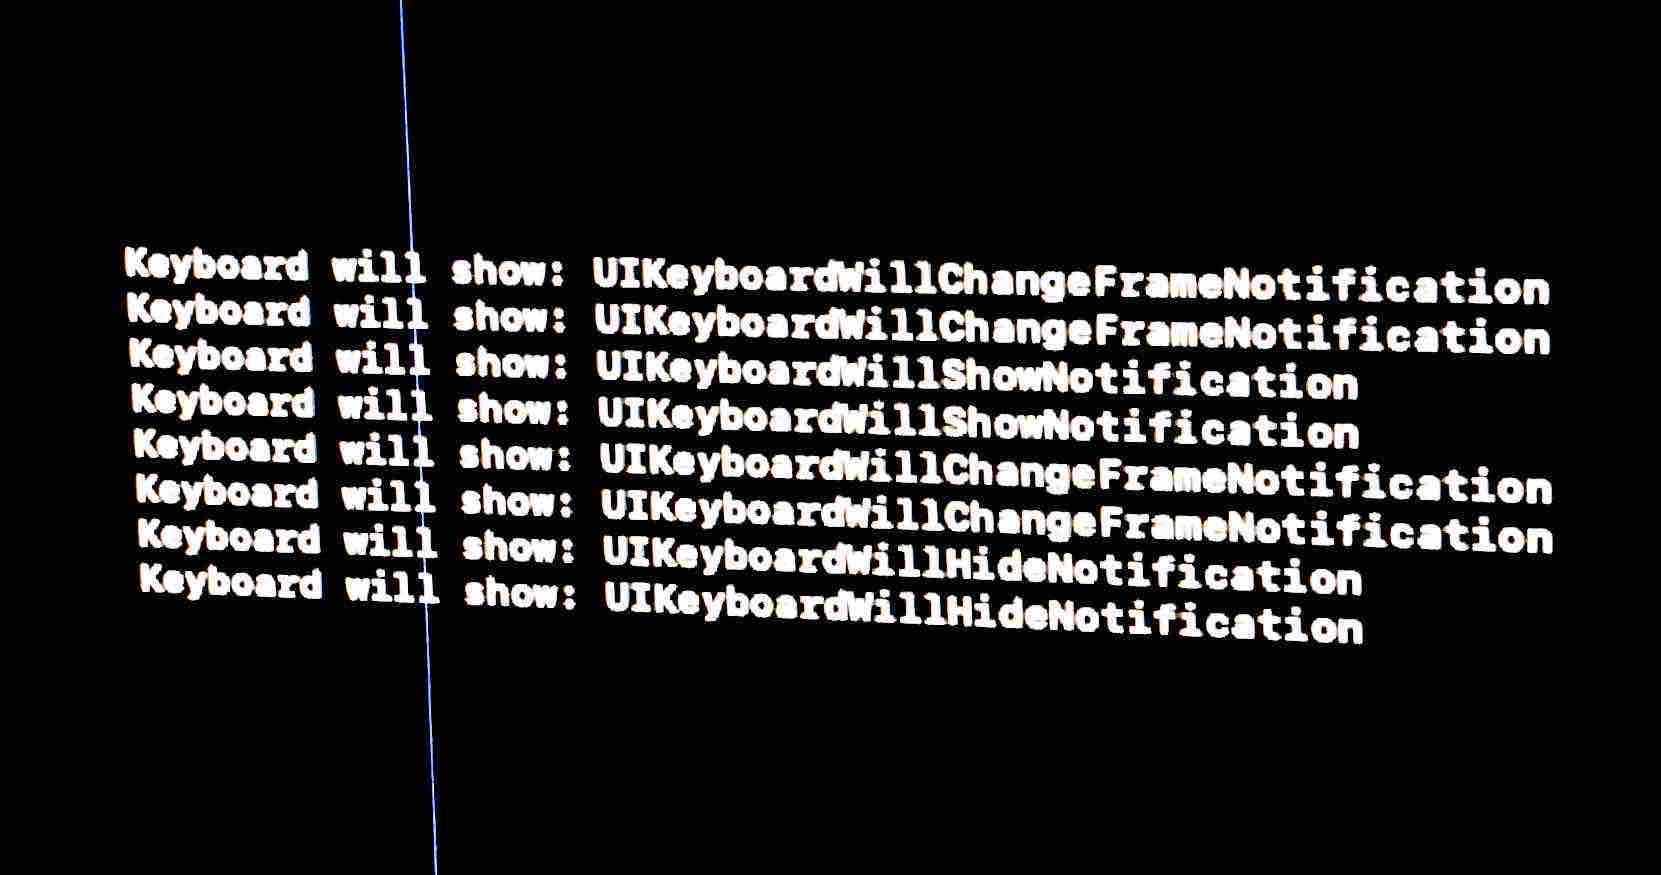 Keyboard will show: UIKeyboardWillChangeFrameNotification
Keyboard will show: UIKeyboardWillChangeFrameNotification
Keyboard will show: UIKeyboardWillShowNotification
Keyboard will show: UIKeyboardWillShowNotification
Keyboard will show: UIKeyboardWillChangeFrameNotification
Keyboard will show: UIKeyboardWillChangeFrameNotification
Keyboard will show: UIKeyboardWillHideNotification
Keyboard will show: UIKeyboardWillHideNotification